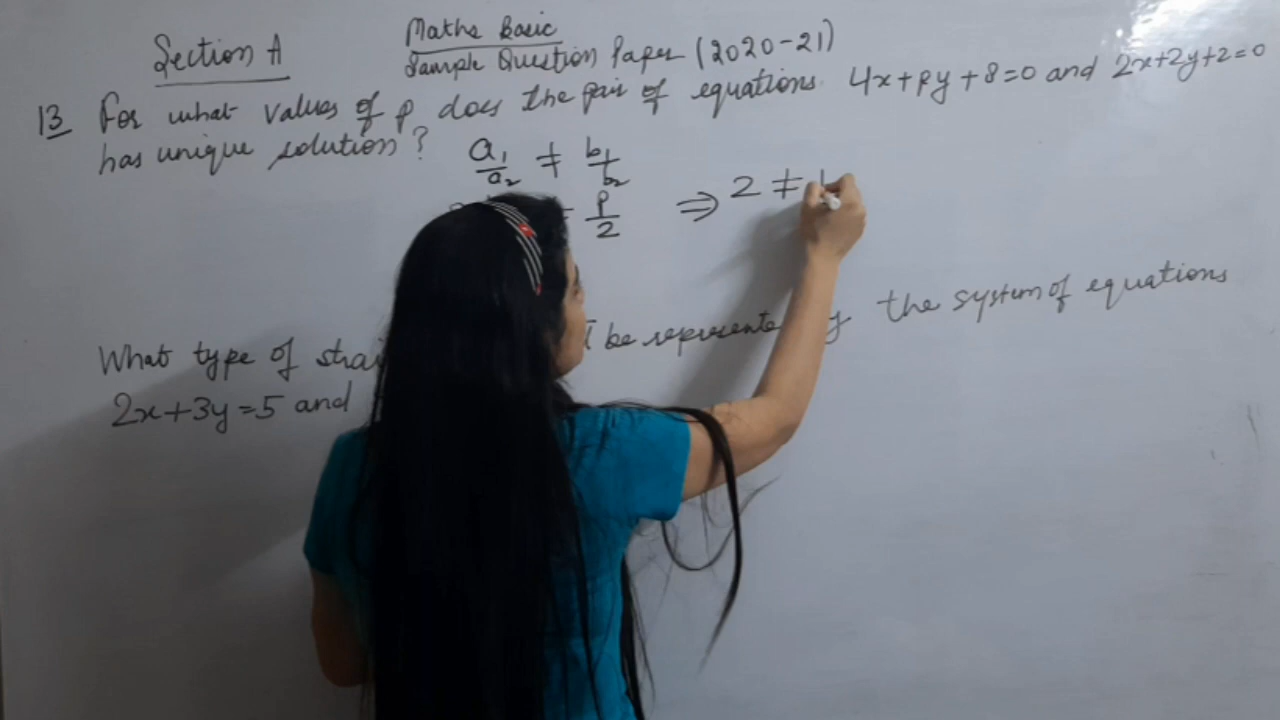 Section A
Maths Basic
Sample Question Paper (2020-21)
13 For what values of p does the pair of equations 4x+py+8=0 and 2x+2y+2=0
has unique solution?
a₁/a₂ ≠ b₁/b₂
p/2 ⇒ 2 ≠
What type of be the system of equations
2x+3y=5 and